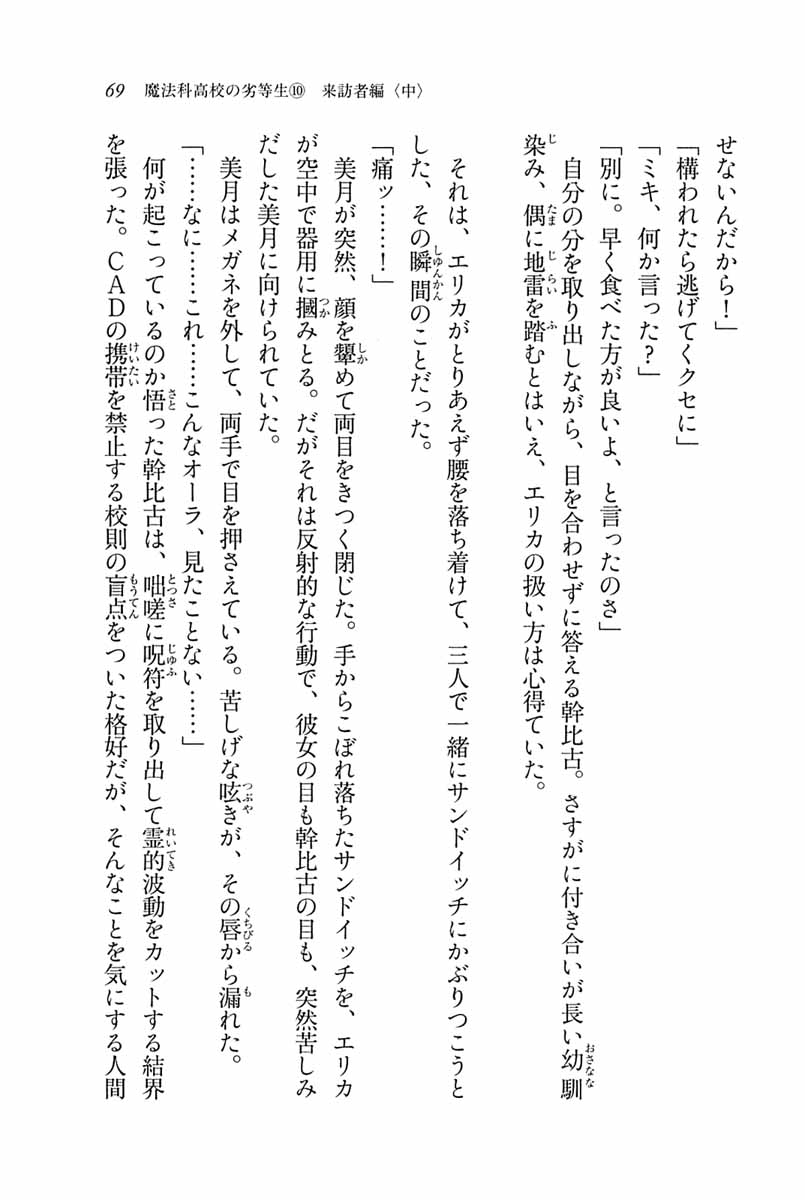 69　魔法科高校の劣等生⑩　来訪者編〈中〉
せないんだから！」
「構われたら逃げてくクセに」
「ミキ、何か言った？」
「別に。早く食べた方が良いよ、と言ったのさ」
　自分の分を取り出しながら、目を合わせずに答える幹比古。さすがに付き合いが長い幼馴
染み、偶に地雷を踏むとはいえ、エリカの扱い方は心得ていた。
　それは、エリカがとりあえず腰を落ち着けて、三人で一緒にサンドイッチにかぶりつこうと
した、その瞬間のことだった。
「痛ッ……！」
　美月が突然、顔を顰めて両目をきつく閉じた。手からこぼれ落ちたサンドイッチを、エリカ
が空中で器用に摑みとる。だがそれは反射的な行動で、彼女の目も幹比古の目も、突然苦しみ
だした美月に向けられていた。
　美月はメガネを外して、両手で目を押さえている。苦しげな呟きが、その唇から漏れた。
「……なに……これ……こんなオーラ、見たことない……」
　何が起こっているのか悟った幹比古は、咄嗟に呪符を取り出して霊的波動をカットする結界
を張った。ＣＡＤの携帯を禁止する校則の盲点をついた格好だが、そんなことを気にする人間